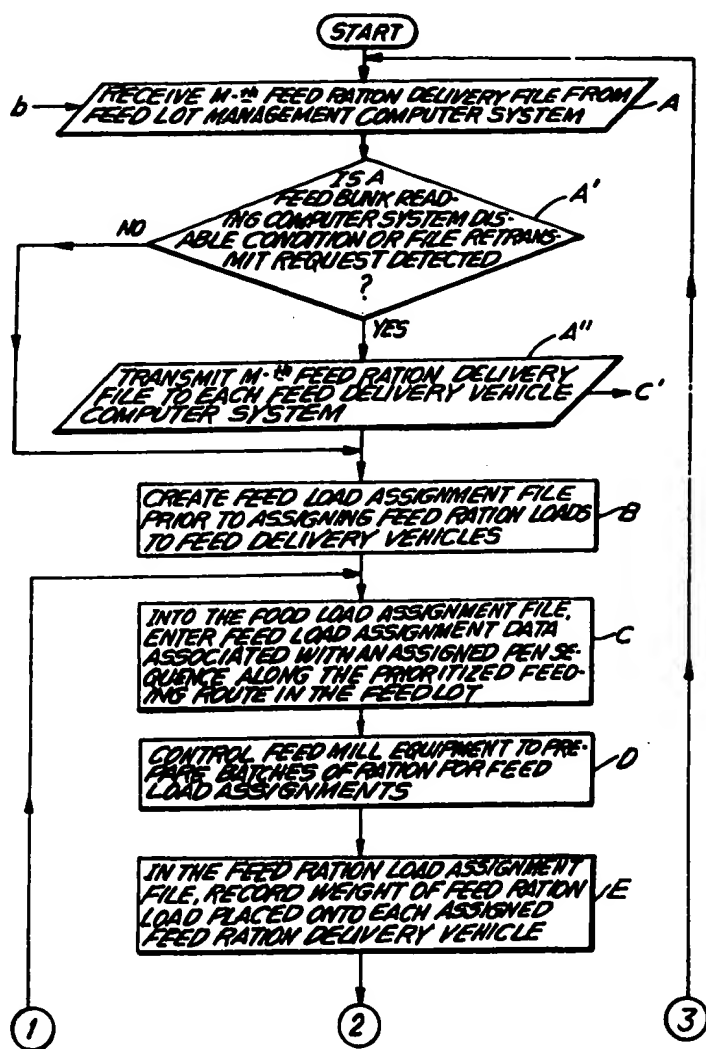 START
b
RECEIVE M-th FEED RATION DELIVERY FILE FROM
FEED LOT MANAGEMENT COMPUTER SYSTEM
A
IS A
FEED BUNK READ-
ING COMPUTER SYSTEM DIS-
ABLE CONDITION OR FILE RETRANS-
MIT REQUEST DETECTED
?
A'
NO
YES
A"
TRANSMIT M-th FEED RATION DELIVERY
FILE TO EACH FEED DELIVERY VEHICLE
COMPUTER SYSTEM
C'
CREATE FEED LOAD ASSIGNMENT FILE
PRIOR TO ASSIGNING FEED RATION LOADS
TO FEED DELIVERY VEHICLES
B
INTO THE FOOD LOAD ASSIGNMENT FILE,
ENTER FEED LOAD ASSIGNMENT DATA
ASSOCIATED WITH AN ASSIGNED PEN SE-
QUENCE ALONG THE PRIORITIZED FEED-
ING ROUTE IN THE FEED LOT
C
CONTROL FEED MILL EQUIPMENT TO PRE-
PARE BATCHES OF RATION FOR FEED
LOAD ASSIGNMENTS
D
IN THE FEED RATION LOAD ASSIGNMENT
FILE, RECORD WEIGHT OF FEED RATION
LOAD PLACED ONTO EACH ASSIGNED
FEED RATION DELIVERY VEHICLE
E
1
2
3